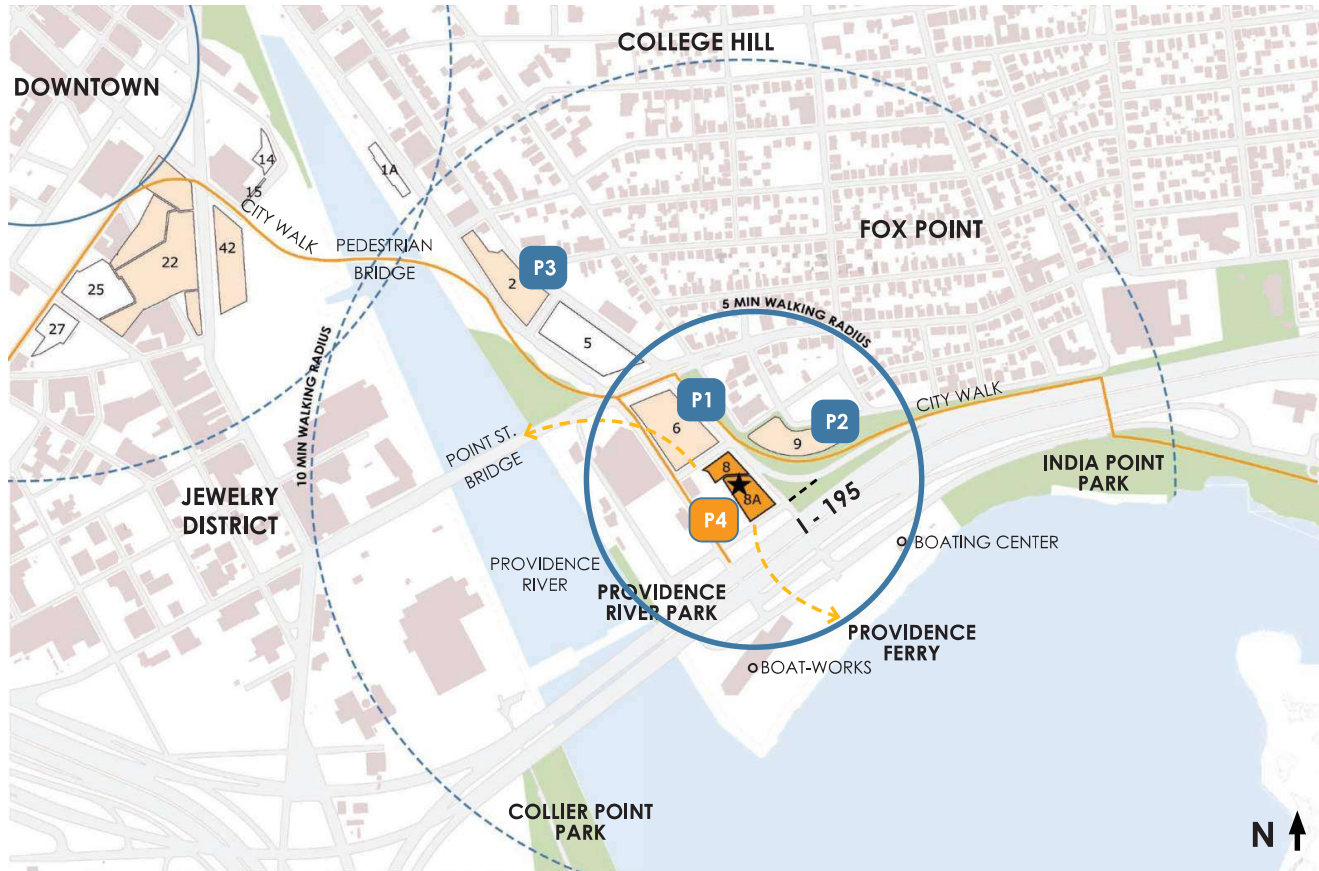 COLLEGE HILL
DOWNTOWN
14
1A
15
CITY WALK
PEDESTRIAN
BRIDGE
FOX POINT
P3
2
22
42
25
27
5
5 MIN WALKING RADIUS
10 MIN WALKING RADIUS
P1
6
P2
9
CITY WALK
POINT ST.
BRIDGE
8
8A
P4
I - 195
INDIA POINT
PARK
JEWELRY
DISTRICT
BOATING CENTER
PROVIDENCE
RIVER
PROVIDENCE
RIVER PARK
PROVIDENCE
FERRY
BOAT-WORKS
COLLIER POINT
PARK
N